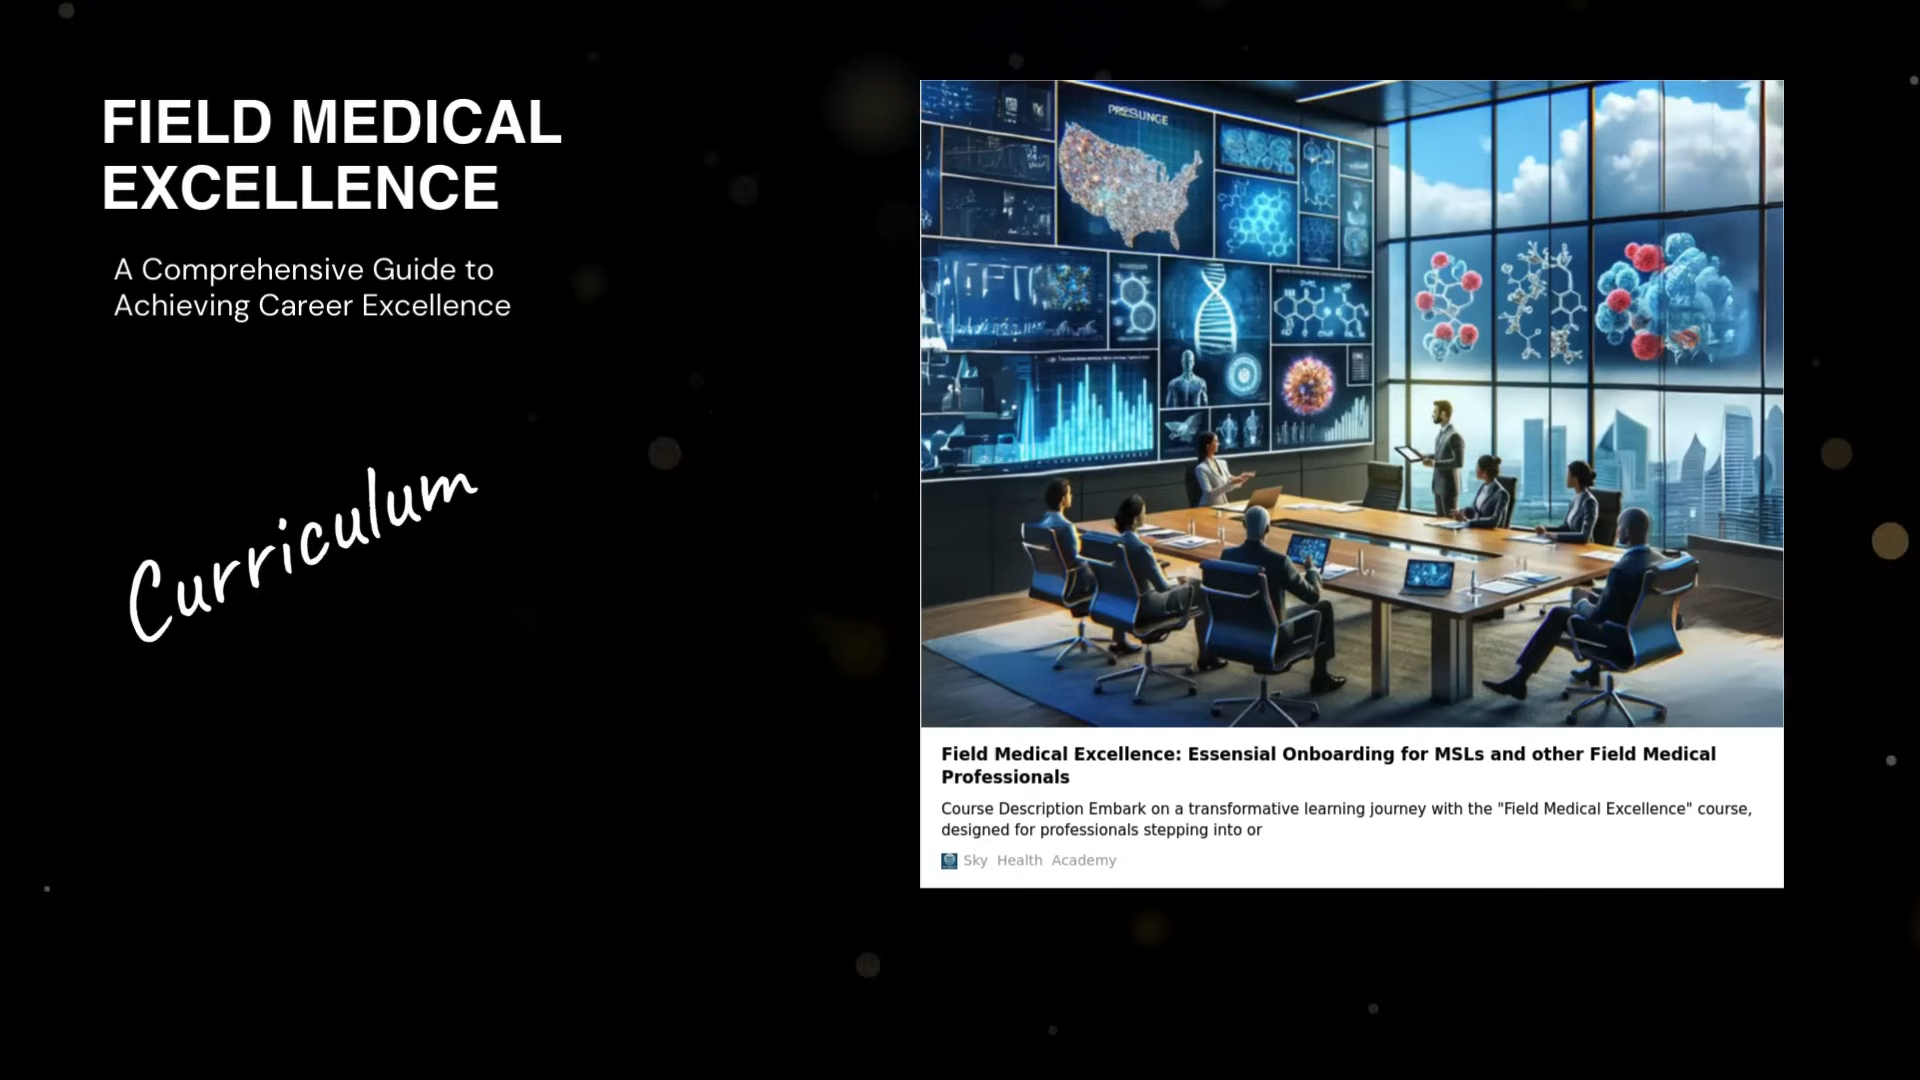 FIELD MEDICAL
EXCELLENCE
A Comprehensive Guide to
Achieving Career Excellence
Curriculum
Field Medical Excellence: Essensial Onboarding for MSLs and other Field Medical
Professionals
Course Description Embark on a transformative learning journey with the "Field Medical Excellence" course,
designed for professionals stepping into or
Sky Health Academy